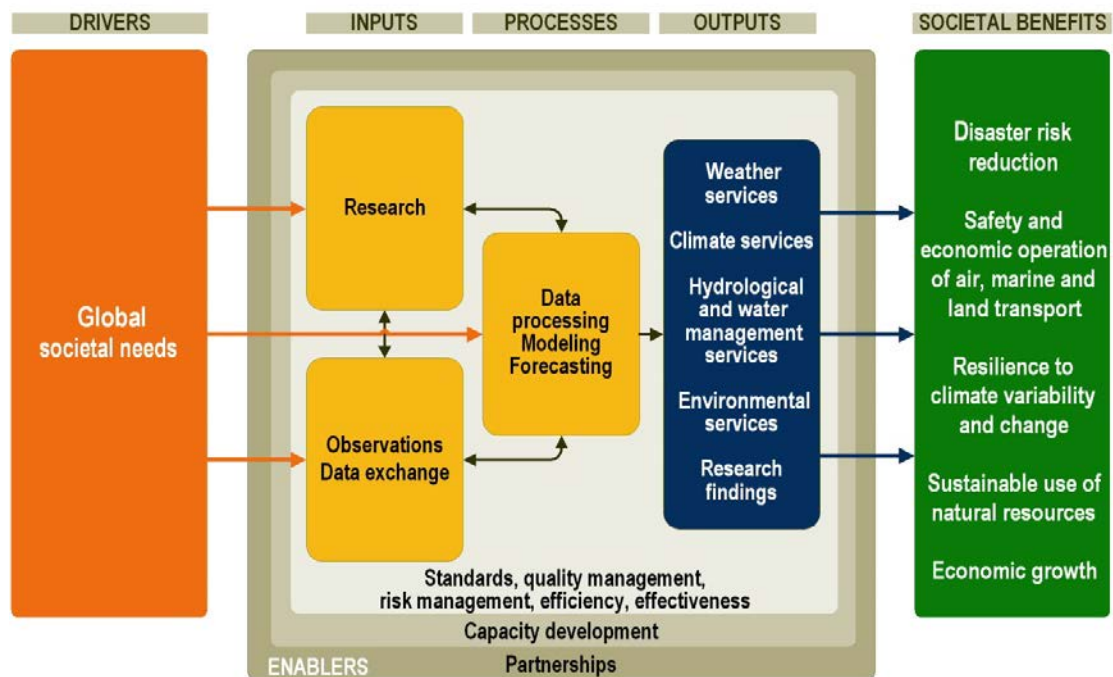 DRIVERS
INPUTS
PROCESSES
OUTPUTS
SOCIETAL BENEFITS
Global
societal needs
Research
Observations
Data exchange
Data
processing
Modeling
Forecasting
Weather
services
Climate services
Hydrological
and water
management
services
Environmental
services
Research
findings
Disaster risk
reduction
Safety and
economic operation
of air, marine and
land transport
Resilience to
climate variability
and change
Sustainable use of
natural resources
Economic growth
Standards, quality management,
risk management, efficiency, effectiveness
Capacity development
ENABLERS
Partnerships